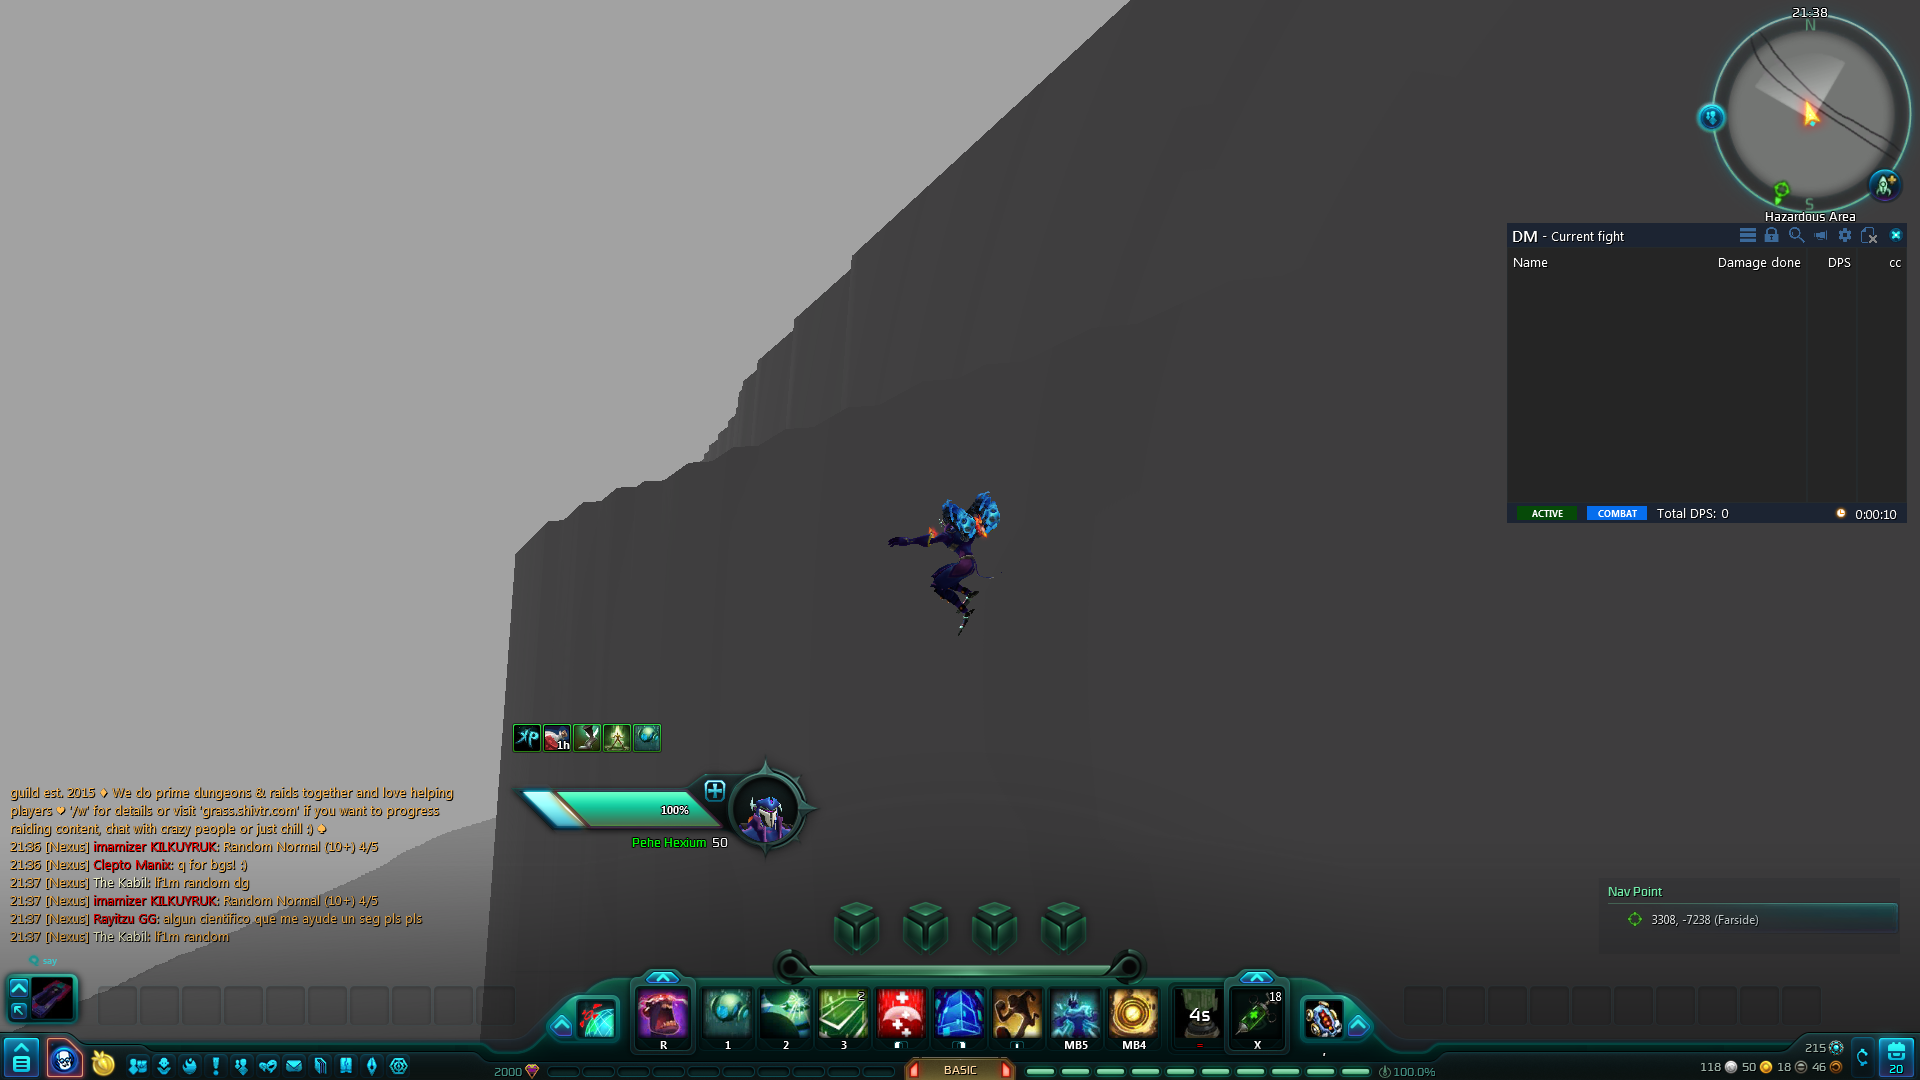 21:38
N
S
Hazardous Area
DM - Current fight
Name Damage done DPS cc
ACTIVE COMBAT Total DPS: 0 0:00:10
XP 1h
100%
Pehe Hexium 50
guild est. 2015 ♦ We do prime dungeons & raids together and love helping
players ♥ '/w' for details or visit 'grass.shivtr.com' if you want to progress
raiding content, chat with crazy people or just chill :) ♠
21:36 [Nexus] imamizer KILKUYRUK: Random Normal (10+) 4/5
21:36 [Nexus] Clepto Manix: q for bgs! :)
21:37 [Nexus] The Kabil: lf1m random dg
21:37 [Nexus] imamizer KILKUYRUK: Random Normal (10+) 4/5
21:37 [Nexus] Rayitzu GG: algun cientifico que me ayude un seg pls pls
21:37 [Nexus] The Kabil: lf1m random
say
Nav Point
3308, -7238 (Farside)
2 4s 18
R 1 2 3 MB5 MB4 = X
2000 BASIC 100.0%
215
118 50 18 46
20